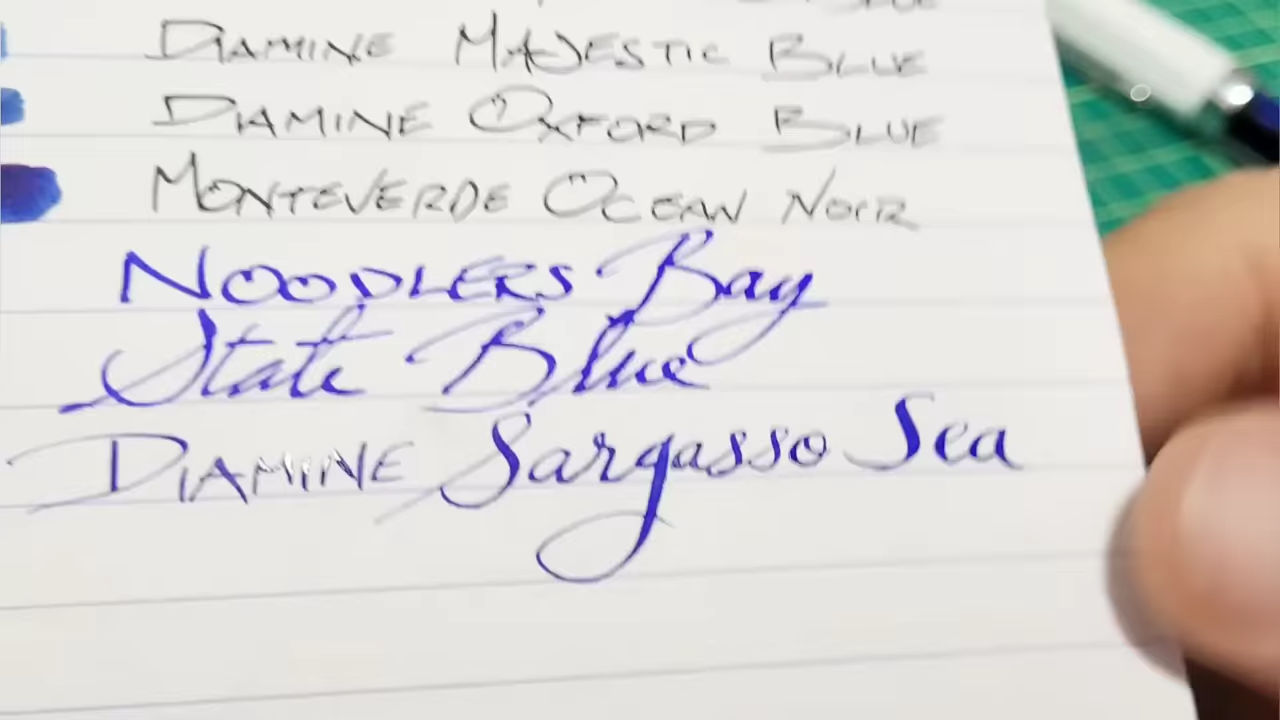 DIAMINE MAJESTIC BLUE
DIAMINE OXFORD BLUE
MONTEVERDE OCEAN NOIR
NOODLERS Bay
State Blue
DIAMINE Sargasso Sea